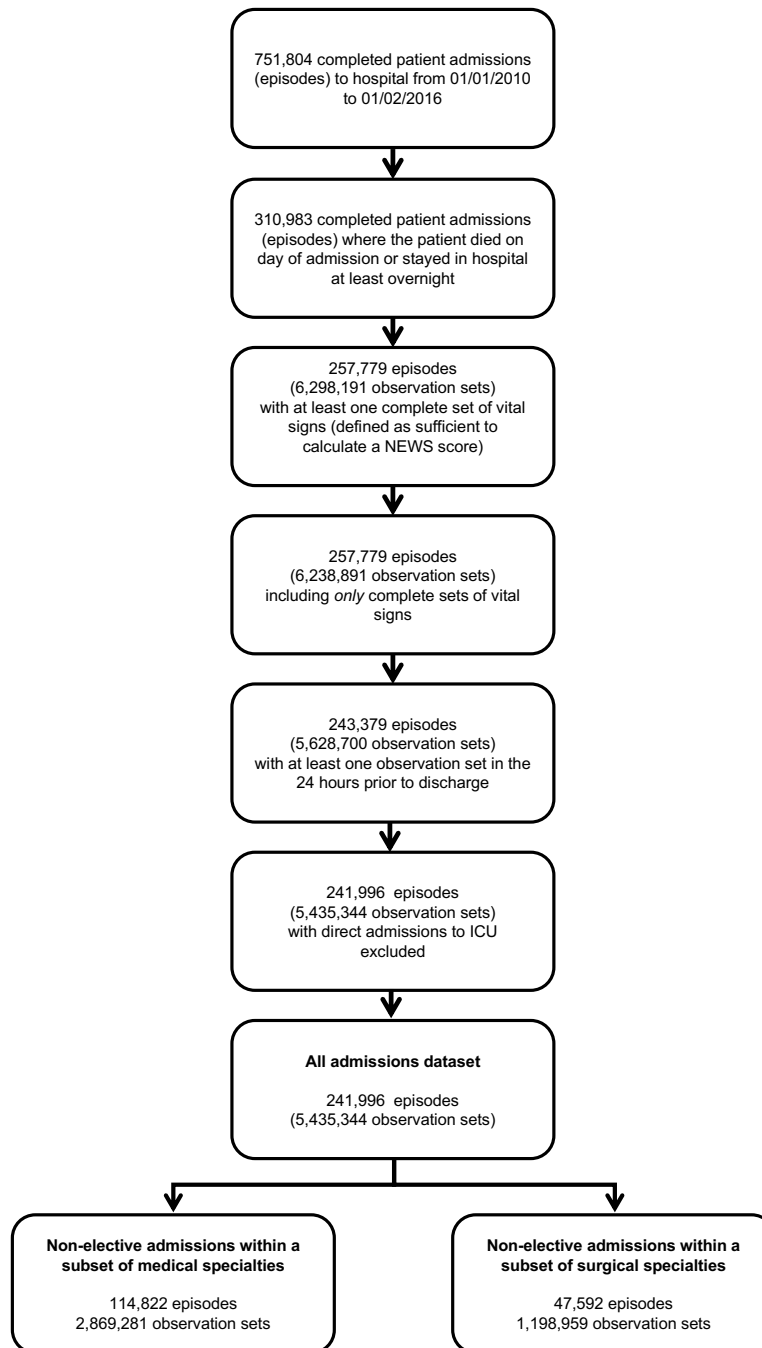 751,804 completed patient admissions
(episodes) to hospital from 01/01/2010
to 01/02/2016
310,983 completed patient admissions
(episodes) where the patient died on
day of admission or stayed in hospital
at least overnight
257,779 episodes
(6,298,191 observation sets)
with at least one complete set of vital
signs (defined as sufficient to
calculate a NEWS score)
257,779 episodes
(6,238,891 observation sets)
including only complete sets of vital
signs
243,379 episodes
(5,628,700 observation sets)
with at least one observation set in the
24 hours prior to discharge
241,996 episodes
(5,435,344 observation sets)
with direct admissions to ICU
excluded
All admissions dataset
241,996 episodes
(5,435,344 observation sets)
Non-elective admissions within a
subset of medical specialties
114,822 episodes
2,869,281 observation sets
Non-elective admissions within a
subset of surgical specialties
47,592 episodes
1,198,959 observation sets